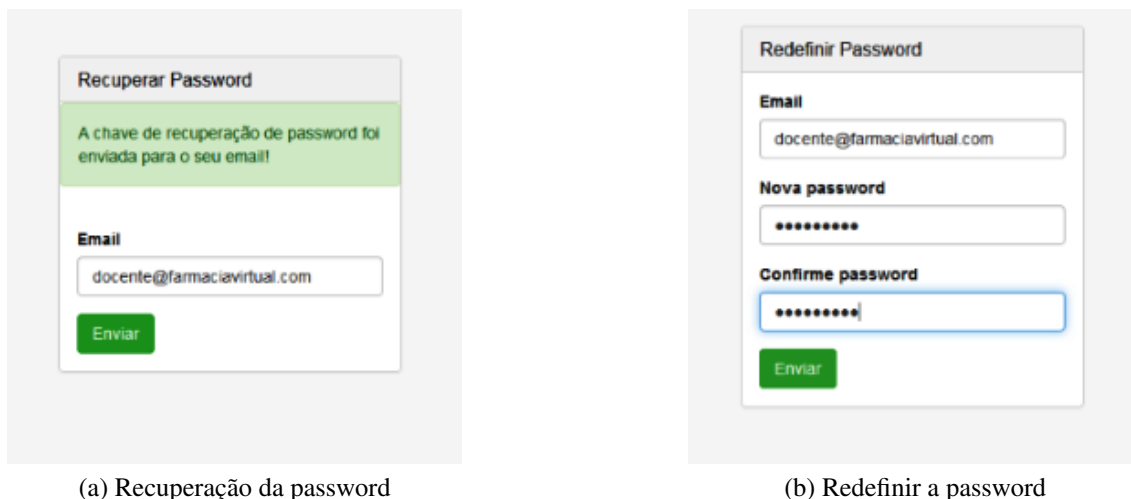 Recuperar Password
A chave de recuperação de password foi
enviada para o seu email!
Email
docente@farmaciavirtual.com
Enviar
(a) Recuperação da password
Redefinir Password
Email
docente@farmaciavirtual.com
Nova password
•••••••••
Confirme password
•••••••••
Enviar
(b) Redefinir a password